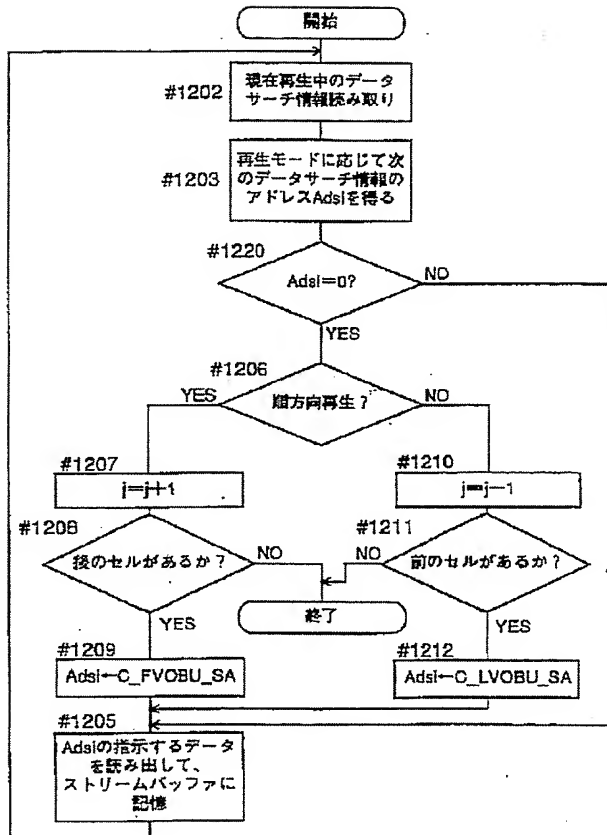 開始
#1202
現在再生中のデータ
サーチ情報読み取り
#1203
再生モードに応じて次
のデータサーチ情報の
アドレスAdsiを得る
#1220
Adsi=0?
NO
YES
#1206
順方向再生?
YES
NO
#1207
j=j+1
#1210
j=j-1
#1208
後のセルがあるか?
NO
YES
#1211
前のセルがあるか?
NO
YES
終了
#1209
Adsi←C_FVOBU_SA
#1212
Adsi←C_LVOBU_SA
#1205
Adsiの指示するデータ
を読み出して、
ストリームバッファに
記憶